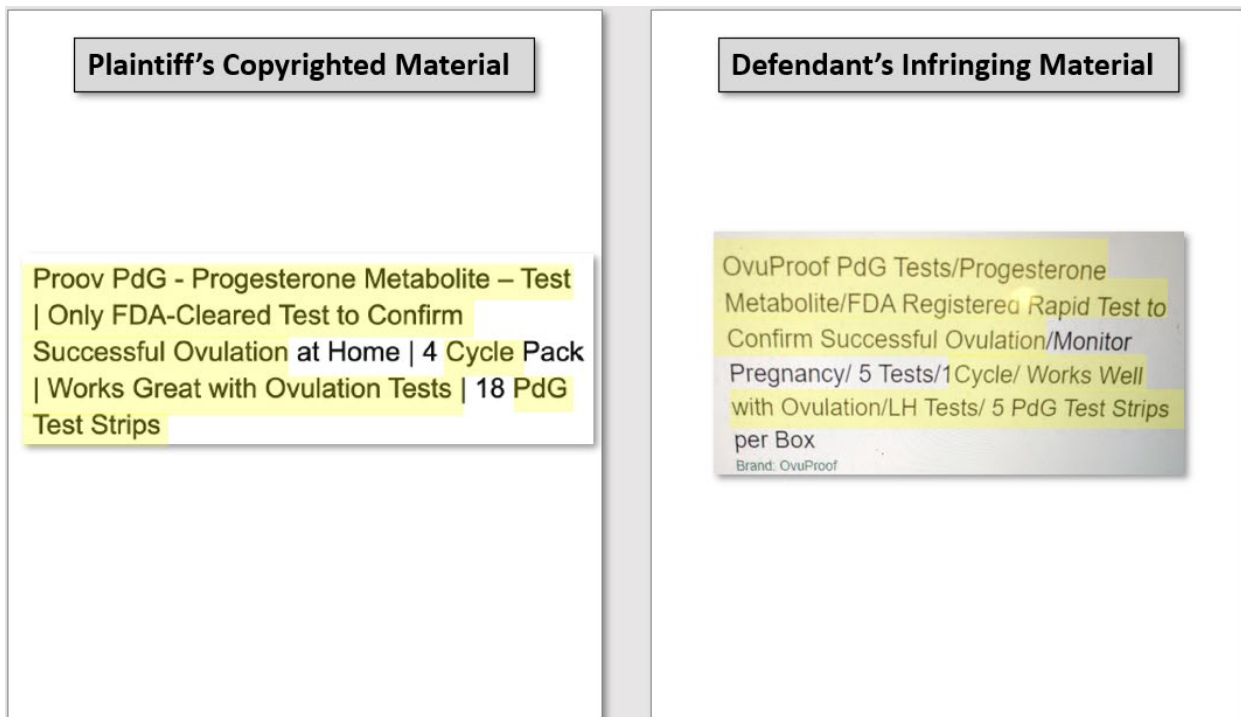 Plaintiff’s Copyrighted Material
Proov PdG - Progesterone Metabolite – Test
| Only FDA-Cleared Test to Confirm
Successful Ovulation at Home | 4 Cycle Pack
| Works Great with Ovulation Tests | 18 PdG
Test Strips
Defendant’s Infringing Material
OvuProof PdG Tests/Progesterone
Metabolite/FDA Registered Rapid Test to
Confirm Successful Ovulation/Monitor
Pregnancy/ 5 Tests/1Cycle/ Works Well
with Ovulation/LH Tests/ 5 PdG Test Strips
per Box
Brand: OvuProof